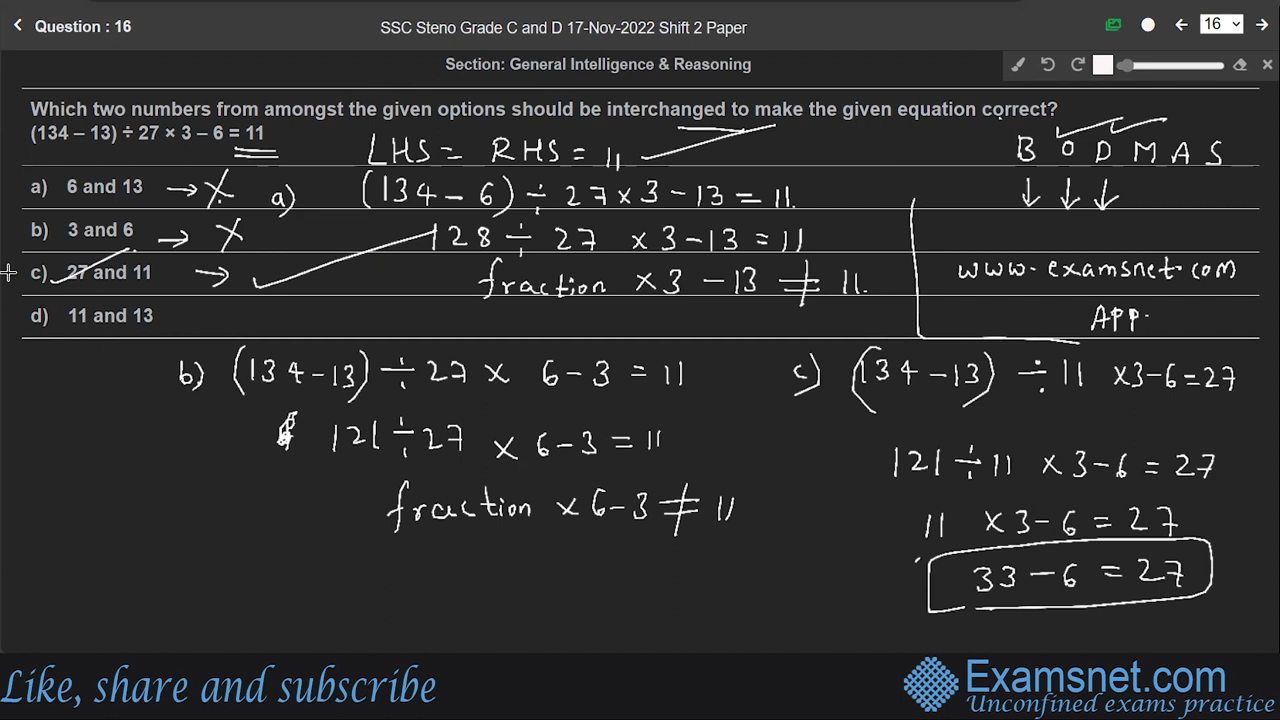 Question : 16
SSC Steno Grade C and D 17-Nov-2022 Shift 2 Paper
16
Section: General Intelligence & Reasoning
Which two numbers from amongst the given options should be interchanged to make the given equation correct?
(134 – 13) ÷ 27 × 3 – 6 = 11
LHS = RHS = 11
B O D M A S
a) 6 and 13
a) (134 - 6) ÷ 27 × 3 - 13 = 11
b) 3 and 6
128 ÷ 27 × 3 - 13 = 11
c) 27 and 11
fraction × 3 - 13 ≠ 11
www.examsnet.com
d) 11 and 13
APP.
b) (134-13) ÷ 27 × 6-3 = 11
121 ÷ 27 × 6-3 = 11
fraction × 6-3 ≠ 11
c) (134-13) ÷ 11 ×3-6=27
121 ÷ 11 ×3-6 = 27
11 ×3-6 = 27
33-6 = 27
Like, share and subscribe
Examsnet.com
Unconfined exams practice